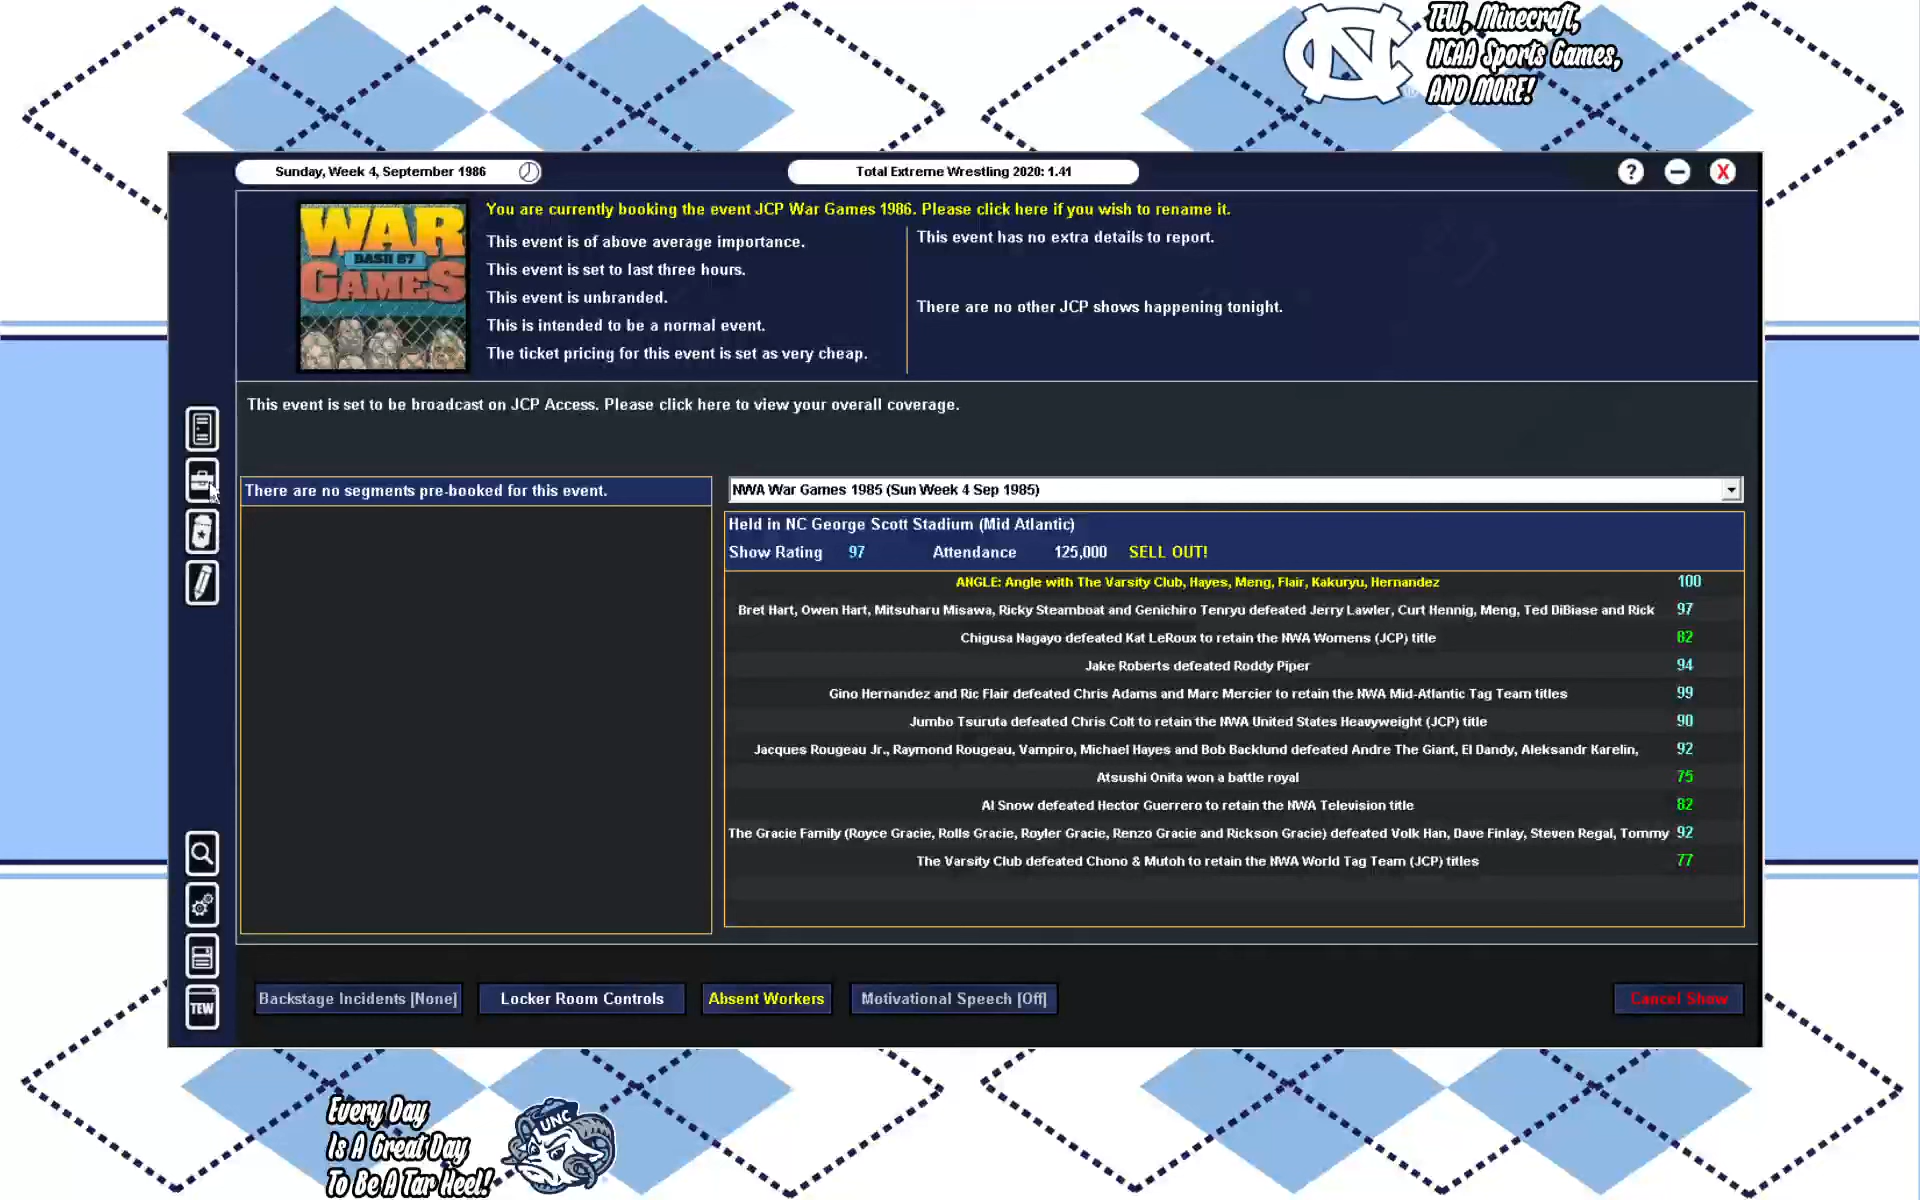 TEW, Minecraft,
NCAA Sports Games,
AND MORE!
NC
Sunday, Week 4, September 1986
Total Extreme Wrestling 2020: 1.41
?
X
WAR
DASH 87
GAMES
You are currently booking the event JCP War Games 1986. Please click here if you wish to rename it.
This event is of above average importance.
This event is set to last three hours.
This event is unbranded.
This is intended to be a normal event.
The ticket pricing for this event is set as very cheap.
This event has no extra details to report.
There are no other JCP shows happening tonight.
This event is set to be broadcast on JCP Access. Please click here to view your overall coverage.
There are no segments pre-booked for this event.
NWA War Games 1985 (Sun Week 4 Sep 1985)
Held in NC George Scott Stadium (Mid Atlantic)
Show Rating 97 Attendance 125,000 SELL OUT!
ANGLE: Angle with The Varsity Club, Hayes, Meng, Flair, Kakuryu, Hernandez 100
Bret Hart, Owen Hart, Mitsuharu Misawa, Ricky Steamboat and Genichiro Tenryu defeated Jerry Lawler, Curt Hennig, Meng, Ted DiBiase and Rick 97
Chigusa Nagayo defeated Kat LeRoux to retain the NWA Womens (JCP) title 82
Jake Roberts defeated Roddy Piper 94
Gino Hernandez and Ric Flair defeated Chris Adams and Marc Mercier to retain the NWA Mid-Atlantic Tag Team titles 99
Jumbo Tsuruta defeated Chris Colt to retain the NWA United States Heavyweight (JCP) title 90
Jacques Rougeau Jr., Raymond Rougeau, Vampiro, Michael Hayes and Bob Backlund defeated Andre The Giant, El Dandy, Aleksandr Karelin, 92
Atsushi Onita won a battle royal 75
Al Snow defeated Hector Guerrero to retain the NWA Television title 82
The Gracie Family (Royce Gracie, Rolls Gracie, Royler Gracie, Renzo Gracie and Rickson Gracie) defeated Volk Han, Dave Finlay, Steven Regal, Tommy 92
The Varsity Club defeated Chono & Mutoh to retain the NWA World Tag Team (JCP) titles 77
TEW
Backstage Incidents [None]
Locker Room Controls
Absent Workers
Motivational Speech [Off]
Cancel Show
Every Day
Is A Great Day
To Be A Tar Heel!
UNC